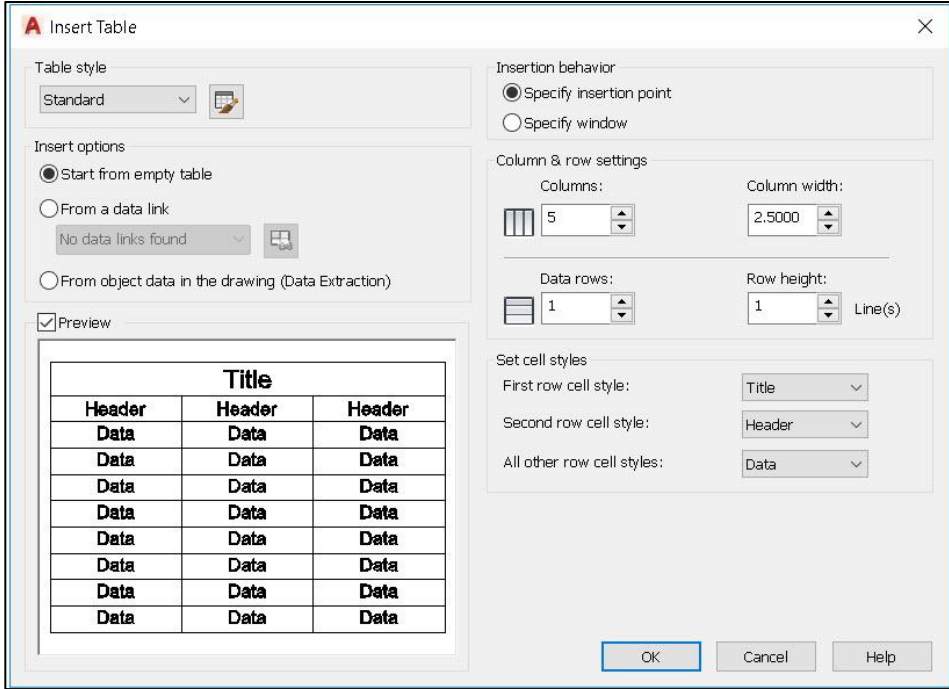 Insert Table
Table style
Standard
Insert options
Start from empty table
From a data link
No data links found
From object data in the drawing (Data Extraction)
Preview
Title
Header Header Header
Data Data Data
Data Data Data
Data Data Data
Data Data Data
Data Data Data
Data Data Data
Data Data Data
Data Data Data
Insertion behavior
Specify insertion point
Specify window
Column & row settings
Columns: Column width:
5 2.5000
Data rows: Row height:
1 1 Line(s)
Set cell styles
First row cell style: Title
Second row cell style: Header
All other row cell styles: Data
OK Cancel Help